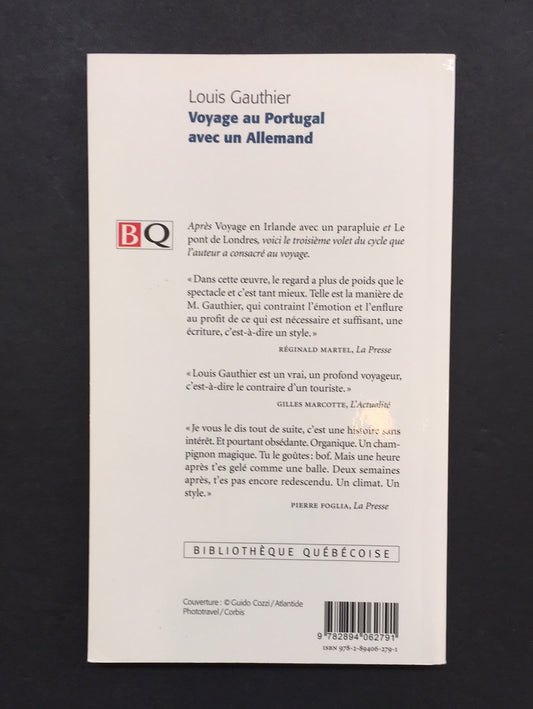 Louis Gauthier
Voyage au Portugal
avec un Allemand
BQ
Après Voyage en Irlande avec un parapluie et Le
pont de Londres, voici le troisième volet du cycle que
l'auteur a consacré au voyage.
« Dans cette œuvre, le regard a plus de poids que le
spectacle et c'est tant mieux. Telle est la manière de
M. Gauthier, qui contraint l'émotion et l'enflure
au profit de ce qui est nécessaire et suffisant, une
écriture, c'est-à-dire un style. »
RÉGINALD MARTEL, La Presse
« Louis Gauthier est un vrai, un profond voyageur,
c'est-à-dire le contraire d'un touriste. »
GILLES MARCOTTE, L'Actualité
« Je vous le dis tout de suite, c'est une histoire sans
intérêt. Et pourtant obsédante. Organique. Un cham-
pignon magique. Tu le goûtes : bof. Mais une heure
après t'es gelé comme une balle. Deux semaines
après, t'es pas encore redescendu. Un climat. Un
style. »
PIERRE FOGLIA, La Presse
BIBLIOTHÈQUE QUÉBÉCOISE
Couverture : © Guido Cozzi / Atlantide
Phototravel / Corbis
9 782894 062791
ISBN 978-2-89406-279-1